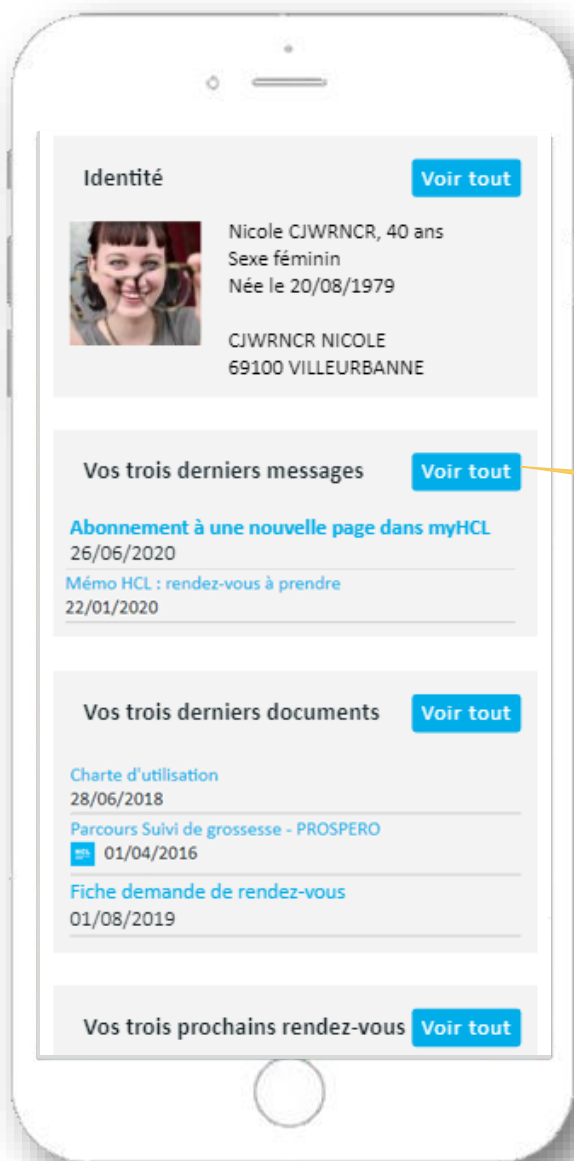 Identité
Voir tout
Nicole CJWRNCR, 40 ans
Sexe féminin
Née le 20/08/1979
CJWRNCR NICOLE
69100 VILLEURBANNE
Vos trois derniers messages
Voir tout
Abonnement à une nouvelle page dans myHCL
26/06/2020
Mémo HCL : rendez-vous à prendre
22/01/2020
Vos trois derniers documents
Voir tout
Charte d'utilisation
28/06/2018
Parcours Suivi de grossesse - PROSPERO
HCL 01/04/2016
Fiche demande de rendez-vous
01/08/2019
Vos trois prochains rendez-vous
Voir tout